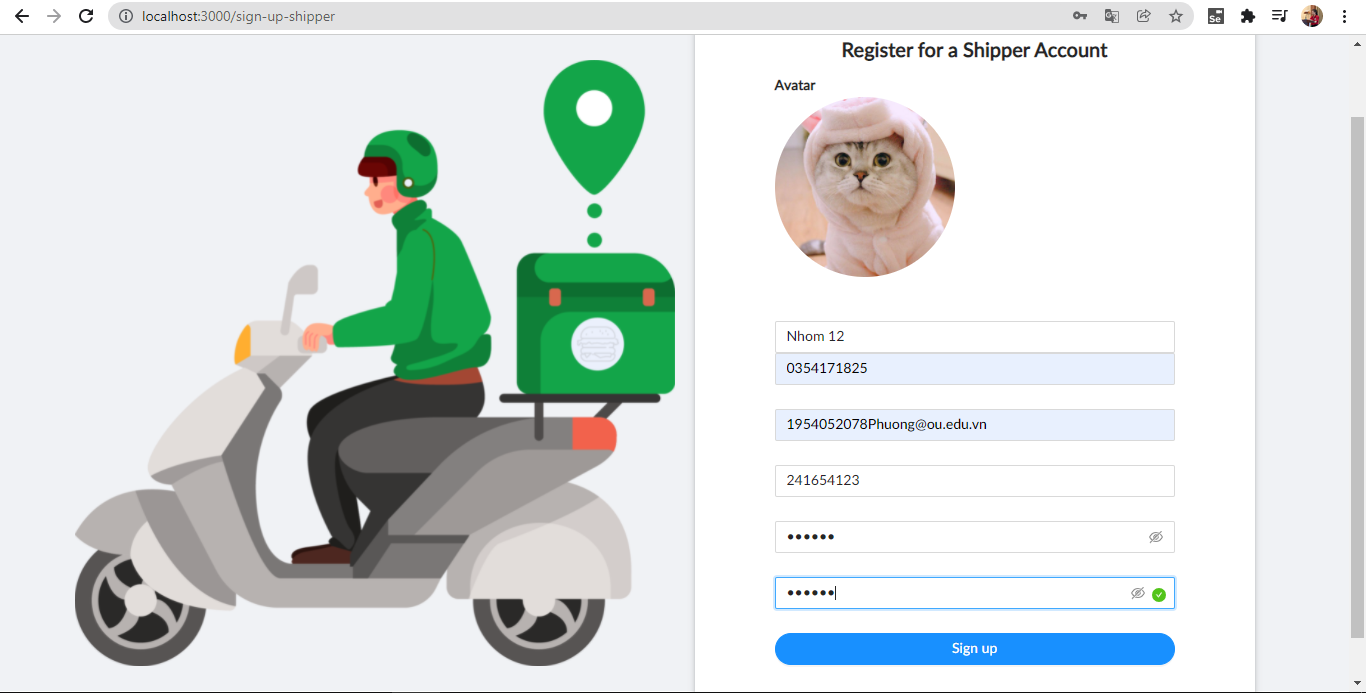 localhost:3000/sign-up-shipper
Se
Register for a Shipper Account
Avatar
Nhom 12
0354171825
1954052078Phuong@ou.edu.vn
241654123
••••••
••••••
Sign up